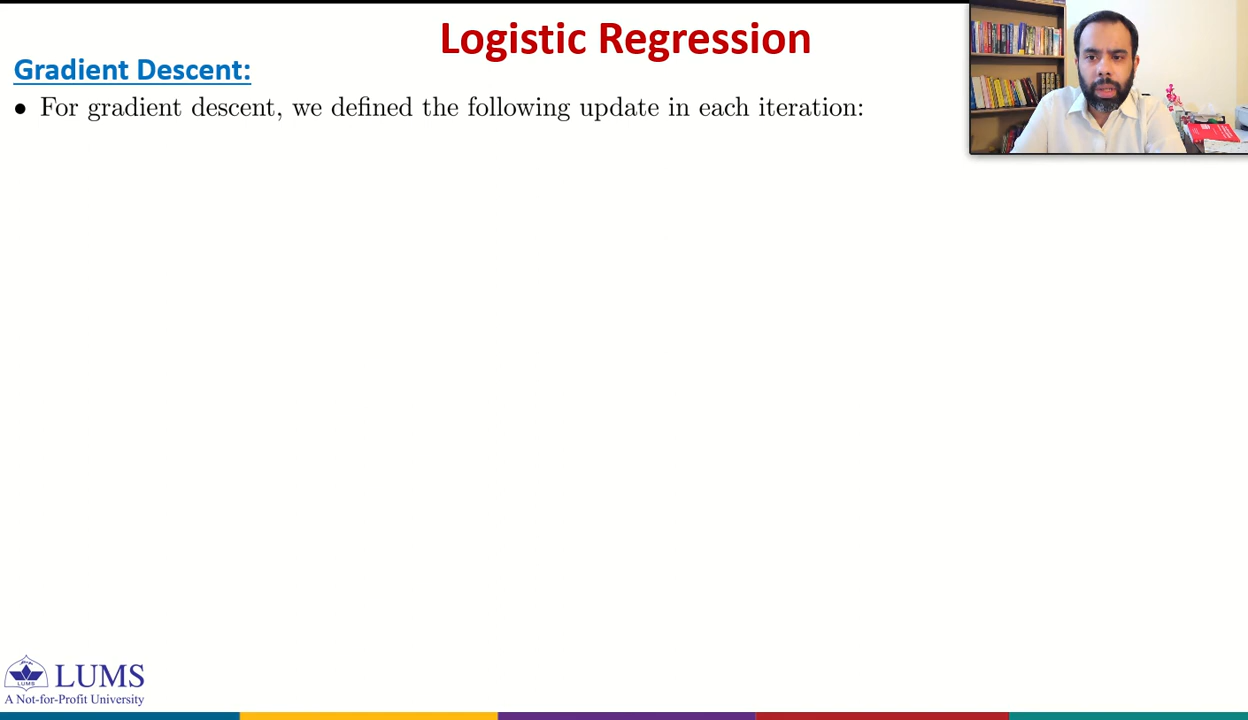 Logistic Regression
Gradient Descent:
• For gradient descent, we defined the following update in each iteration:
LUMS
LUMS
A Not-for-Profit University